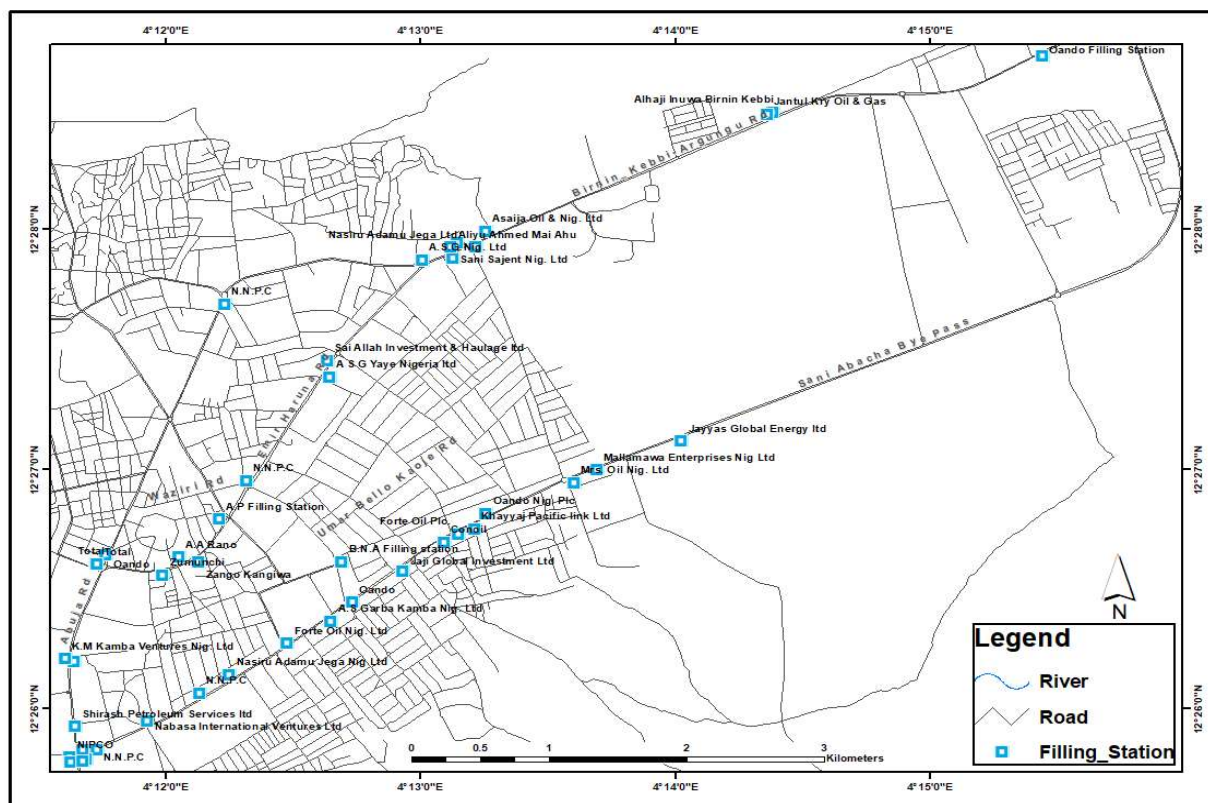 4°12'0"E
4°13'0"E
4°14'0"E
4°15'0"E
Oando Filling Station
Alhaji Inuwa Birnin Kebbi
Jantul Kry Oil & Gas
Birnin_Kebbi-Argungu Rd
12°28'0"N
12°28'0"N
Asaija Oil & Nig. Ltd
Nasiru Adamu Jega Ltd
Aliyu Ahmed Mai Ahu
A.S.G Nig. Ltd
Sani Sajent Nig. Ltd
N.N.P.C
Sai Allah Investment & Haulage ltd
A S G Yaye Nigeria ltd
Emir Haruna Rd
Sani Abacha Bye Pass
Jayyas Global Energy ltd
Umar Bello Kaoje Rd
Mallamawa Enterprises Nig Ltd
12°27'0"N
12°27'0"N
N.N.P.C
Mrs. Oil Nig. Ltd
Waziri Rd
Oando Nig. Plc
A.P Filling Station
Forte Oil Plc
Khayyaj Pacific link Ltd
Conoil
A.A Rano
B.N.A Filling station
Total
Total
Oando
Zumunchi
Jaji Global Investment Ltd
Zango Kangiwa
Oando
Abuja Rd
A.S Garba Kamba Nig. Ltd
Forte Oil Nig. Ltd
K.M Kamba Ventures Nig. Ltd
Nasiru Adamu Jega Nig. Ltd
N.N.P.C
12°26'0"N
12°26'0"N
Shirash Petroleum Services ltd
Nabasa International Ventures Ltd
NIPCO
N.N.P.C
N
Legend
River
Road
Filling_Station
0 0.5 1 2 3
Kilometers
4°12'0"E
4°13'0"E
4°14'0"E
4°15'0"E